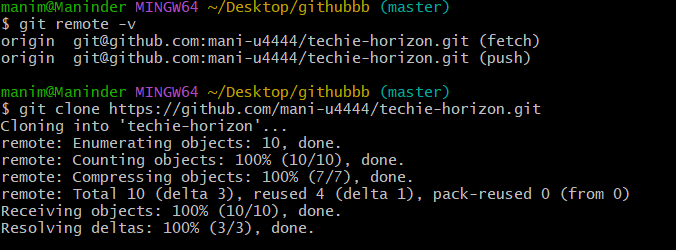 manim@Maninder MINGW64 ~/Desktop/githubbb (master)
$ git remote -v
origin  git@github.com:mani-u4444/techie-horizon.git (fetch)
origin  git@github.com:mani-u4444/techie-horizon.git (push)

manim@Maninder MINGW64 ~/Desktop/githubbb (master)
$ git clone https://github.com/mani-u4444/techie-horizon.git
Cloning into 'techie-horizon'...
remote: Enumerating objects: 10, done.
remote: Counting objects: 100% (10/10), done.
remote: Compressing objects: 100% (7/7), done.
remote: Total 10 (delta 3), reused 4 (delta 1), pack-reused 0 (from 0)
Receiving objects: 100% (10/10), done.
Resolving deltas: 100% (3/3), done.